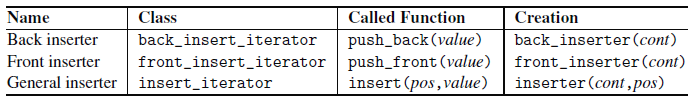 Name Class Called Function Creation
Back inserter back_insert_iterator push_back(value) back_inserter(cont)
Front inserter front_insert_iterator push_front(value) front_inserter(cont)
General inserter insert_iterator insert(pos,value) inserter(cont,pos)